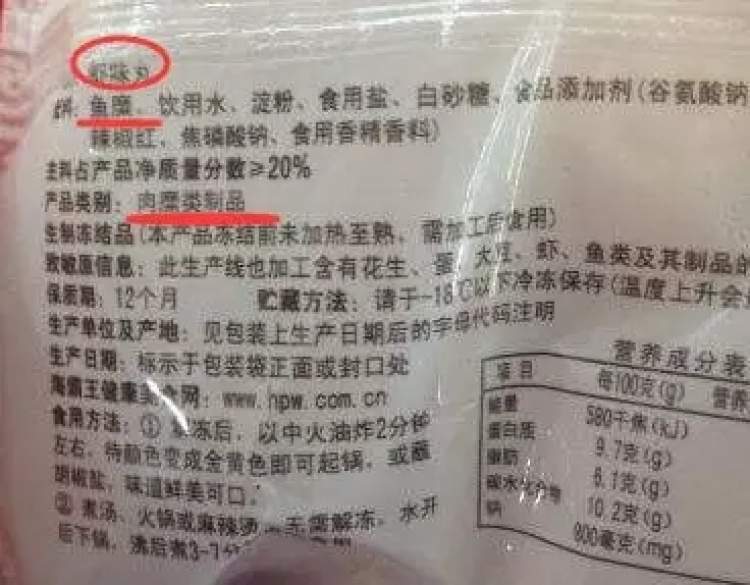 虾味丸
料:鱼糜、饮用水、淀粉、食用盐、白砂糖、食品添加剂(谷氨酸钠
辣椒红、焦磷酸钠、食用香精香料)
主料占产品净质量分数≥20%
产品类别:肉糜类制品
生制冻结品(本产品冻结前未加热至熟、需加工后食用)
致敏原信息:此生产线也加工含有花生、蛋、大豆、虾、鱼类及其制品的
保质期:12个月 贮藏方法:请于-18℃以下冷冻保存(温度上升会
生产单位及产地:见包装上生产日期后的字母代码注明
生产日期:标示于包装袋正面或封口处
海霸王健康美食网:www.hpw.com.cn
食用方法:① 冻后,以中火油炸2分钟
左右,待颜色变成金黄色即可起锅,或蘸
胡椒盐,味道鲜美可口。
② 煮汤、火锅或麻辣烫 无需解冻,水开
后下锅,沸后煮3-7分
营养成分表
项目 每100克(g) 营养
能量 580千焦(kJ)
蛋白质 9.7克(g)
脂肪 6.1克(g)
碳水化合物 10.2克(g)
钠 800毫克(mg)